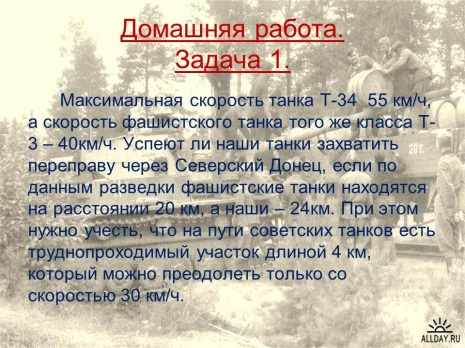 Домашняя работа.
Задача 1.
Максимальная скорость танка Т-34  55 км/ч,
а скорость фашистского танка того же класса Т-
3 – 40км/ч. Успеют ли наши танки захватить
переправу через Северский Донец, если по
данным разведки фашистские танки находятся
на расстоянии 20 км, а наши – 24км. При этом
нужно учесть, что на пути советских танков есть
труднопроходимый участок длиной 4 км,
который можно преодолеть только со
скоростью 30 км/ч.
ALLDAY.RU